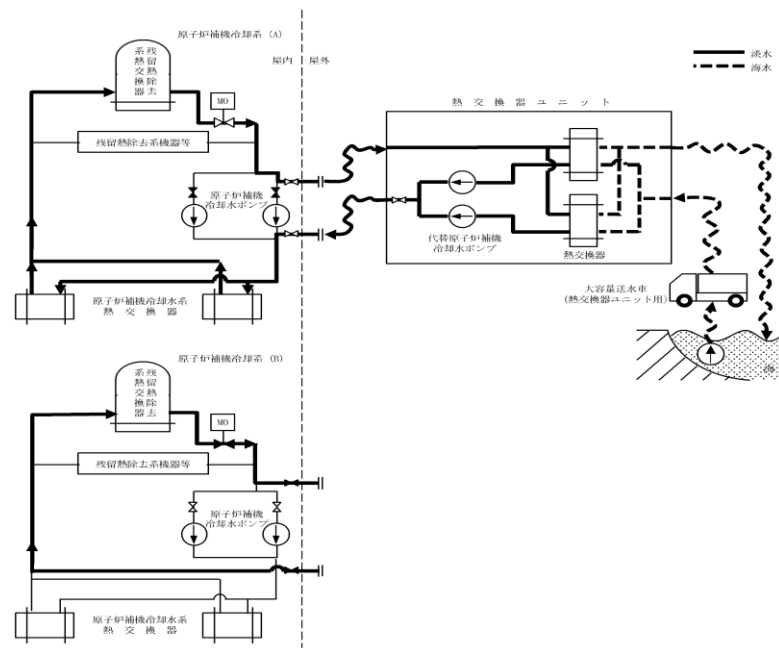 原子炉補機冷却系 (A)
屋内 屋外
残留熱除去系熱交換器
MO
残留熱除去系機器等
原子炉補機
冷却水ポンプ
原子炉補機冷却水系
熱交換器
熱交換器ユニット
代替原子炉補機
冷却水ポンプ
熱交換器
淡水
海水
大容量送水車
(熱交換器ユニット用)
海
原子炉補機冷却系 (B)
残留熱除去系熱交換器
MO
残留熱除去系機器等
原子炉補機
冷却水ポンプ
原子炉補機冷却水系
熱交換器